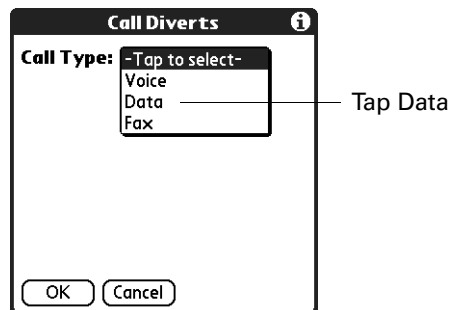 Call Diverts i
Call Type: -Tap to select-
Voice
Data
Fax
Tap Data
OK Cancel